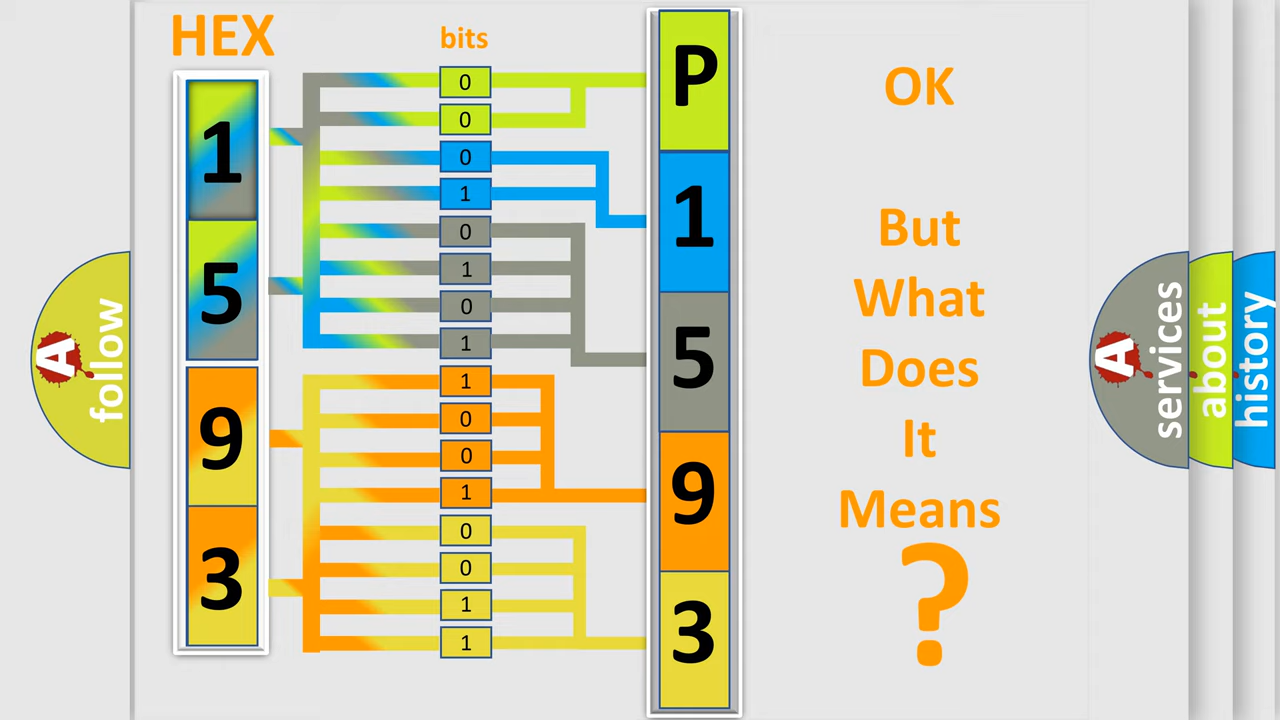 HEX
bits
1
5
9
3
0
0
0
1
0
1
0
1
1
0
0
1
0
0
1
1
P
1
5
9
3
OK
But
What
Does
It
Means
?
A
follow
A
services
about
history